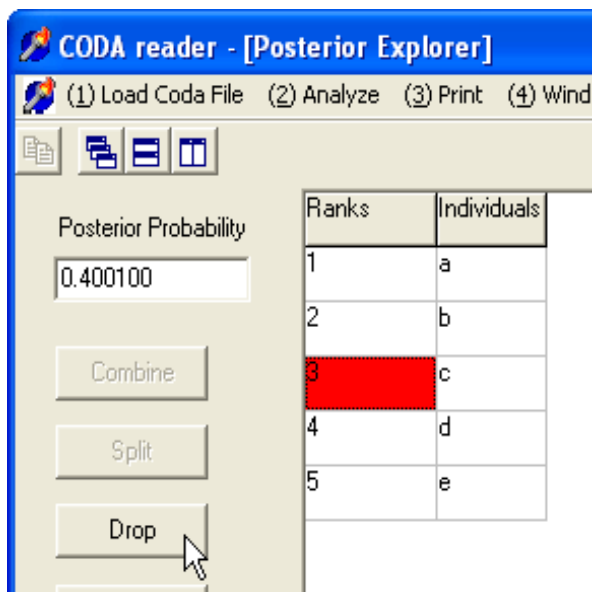 CODA reader - [Posterior Explorer]
(1) Load Coda File (2) Analyze (3) Print (4) Wind
Posterior Probability
0.400100
Combine
Split
Drop
Ranks Individuals
1 a
2 b
3 c
4 d
5 e